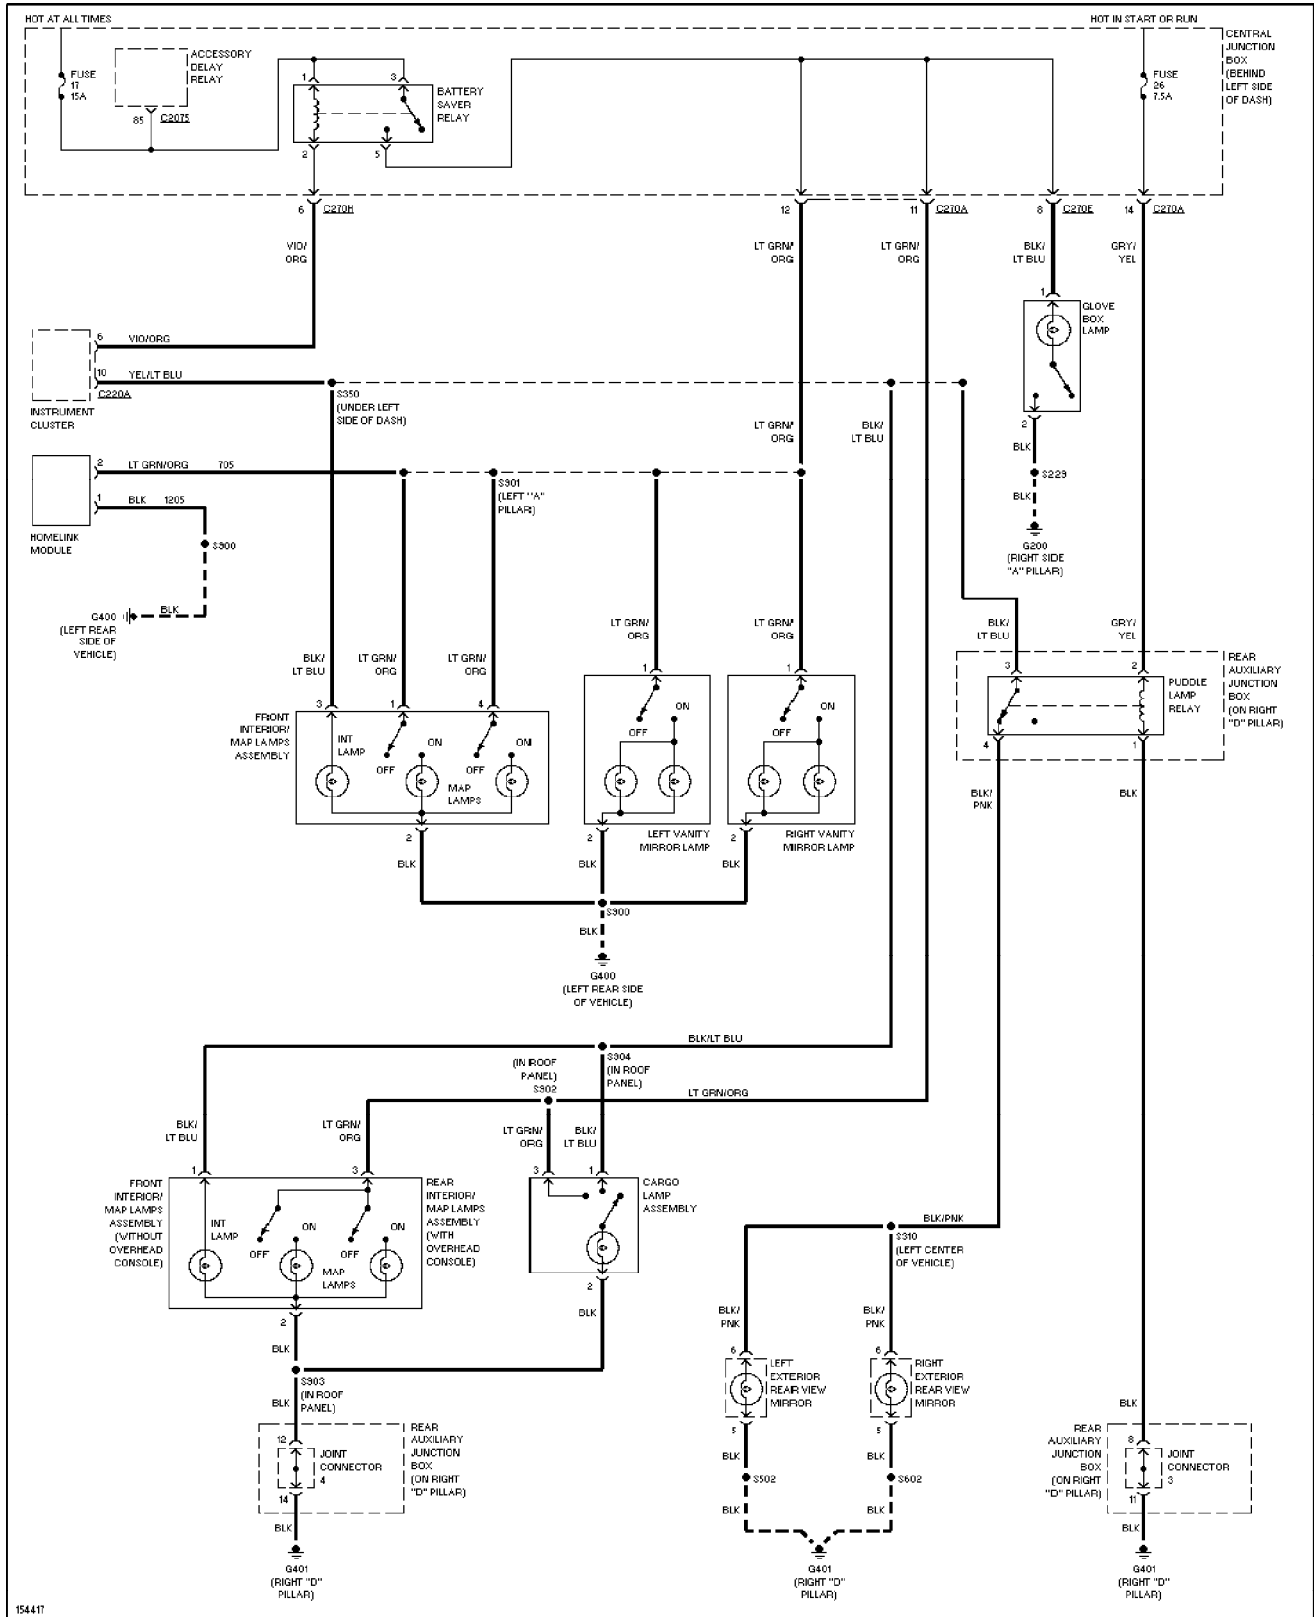 HOT AT ALL TIMES
HOT IN START OR RUN
FUSE
17
15A
ACCESSORY
DELAY
RELAY
85 C2075
1
3
BATTERY
SAVER
RELAY
2
5
FUSE
26
7.5A
CENTRAL
JUNCTION
BOX
(BEHIND
LEFT SIDE
OF DASH)
6 C270H
12
11 C270A
8 C270E
14 C270A
VIO/
ORG
LT GRN/
ORG
LT GRN/
ORG
BLK/
LT BLU
GRY/
YEL
1
GLOVE
BOX
LAMP
2
BLK
S229
BLK
G200
(RIGHT SIDE
"A" PILLAR)
6 VIO/ORG
10 YEL/LT BLU
C220A
INSTRUMENT
CLUSTER
S350
(UNDER LEFT
SIDE OF DASH)
LT GRN/
ORG
BLK/
LT BLU
2 LT GRN/ORG 705
1 BLK 1205
HOMELINK
MODULE
S901
(LEFT "A"
PILLAR)
S900
BLK
G400
(LEFT REAR
SIDE OF
VEHICLE)
BLK/
LT BLU
LT GRN/
ORG
LT GRN/
ORG
LT GRN/
ORG
LT GRN/
ORG
BLK/
LT BLU
GRY/
YEL
3
1
4
FRONT
INTERIOR/
MAP LAMPS
ASSEMBLY
INT
LAMP
OFF
ON
OFF
ON
MAP
LAMPS
2
BLK
1
OFF
ON
2
LEFT VANITY
MIRROR LAMP
BLK
1
OFF
ON
2
RIGHT VANITY
MIRROR LAMP
BLK
S900
BLK
G400
(LEFT REAR SIDE
OF VEHICLE)
3
2
PUDDLE
LAMP
RELAY
4
1
REAR
AUXILIARY
JUNCTION
BOX
(ON RIGHT
"D" PILLAR)
BLK/
PNK
BLK
BLK/LT BLU
S904
(IN ROOF
PANEL)
(IN ROOF
PANEL)
S902
LT GRN/ORG
BLK/
LT BLU
LT GRN/
ORG
LT GRN/
ORG
BLK/
LT BLU
1
3
FRONT
INTERIOR/
MAP LAMPS
ASSEMBLY
(WITHOUT
OVERHEAD
CONSOLE)
INT
LAMP
OFF
ON
OFF
ON
MAP
LAMPS
REAR
INTERIOR/
MAP LAMPS
ASSEMBLY
(WITH
OVERHEAD
CONSOLE)
2
BLK
3
1
CARGO
LAMP
ASSEMBLY
2
BLK
S903
(IN ROOF
PANEL)
BLK
12
JOINT
CONNECTOR
4
14
REAR
AUXILIARY
JUNCTION
BOX
(ON RIGHT
"D" PILLAR)
BLK
G401
(RIGHT "D"
PILLAR)
BLK/PNK
S310
(LEFT CENTER
OF VEHICLE)
BLK/
PNK
BLK/
PNK
6
LEFT
EXTERIOR
REAR VIEW
MIRROR
5
6
RIGHT
EXTERIOR
REAR VIEW
MIRROR
5
BLK
BLK
S502
S602
BLK
BLK
G401
(RIGHT "D"
PILLAR)
BLK
REAR
AUXILIARY
JUNCTION
BOX
(ON RIGHT
"D" PILLAR)
8
JOINT
CONNECTOR
3
11
BLK
G401
(RIGHT "D"
PILLAR)
154417